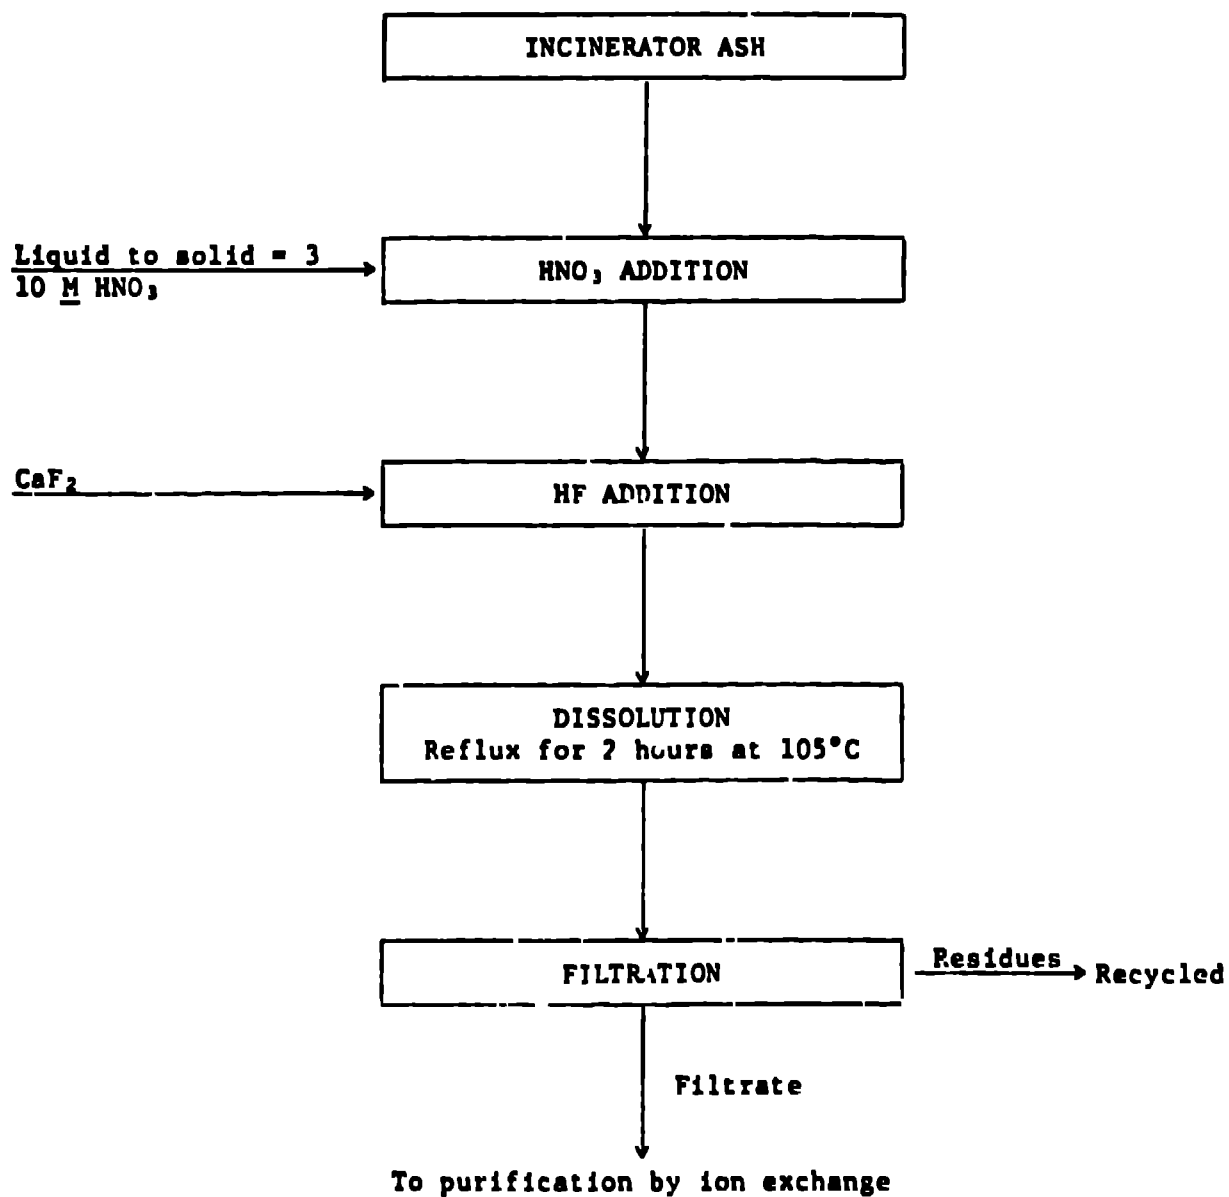 INCINERATOR ASH
Liquid to solid = 3
10 M HNO₃
HNO₃ ADDITION
CaF₂
HF ADDITION
DISSOLUTION
Reflux for 2 hours at 105°C
FILTRATION
Residues
Recycled
Filtrate
To purification by ion exchange